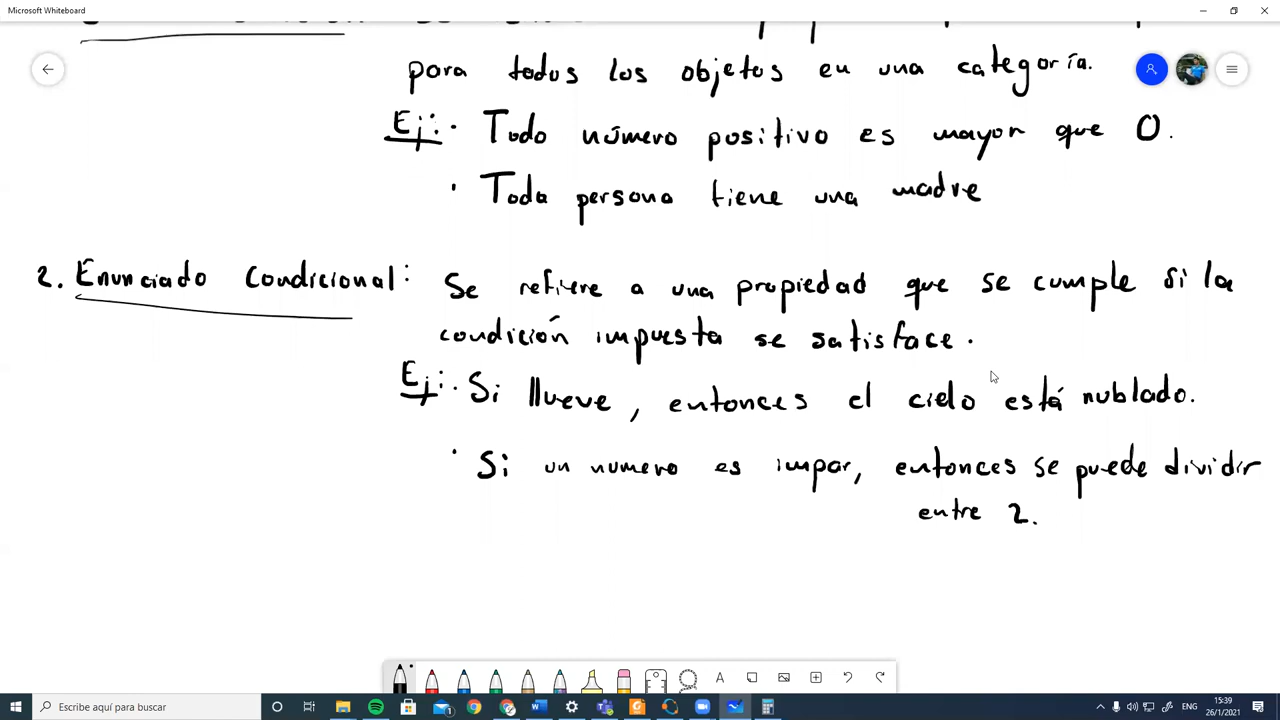 Microsoft Whiteboard
para todos los objetos en una categoría.
Ej: · Todo número positivo es mayor que 0.
· Toda persona tiene una madre
2. Enunciado Condicional: Se refiere a una propiedad que se cumple si la
condición impuesta se satisface.
Ej: · Si llueve, entonces el cielo está nublado.
· Si un numero es impar, entonces se puede dividir
entre 2.
Escribe aquí para buscar
ENG
15:39
26/1/2021